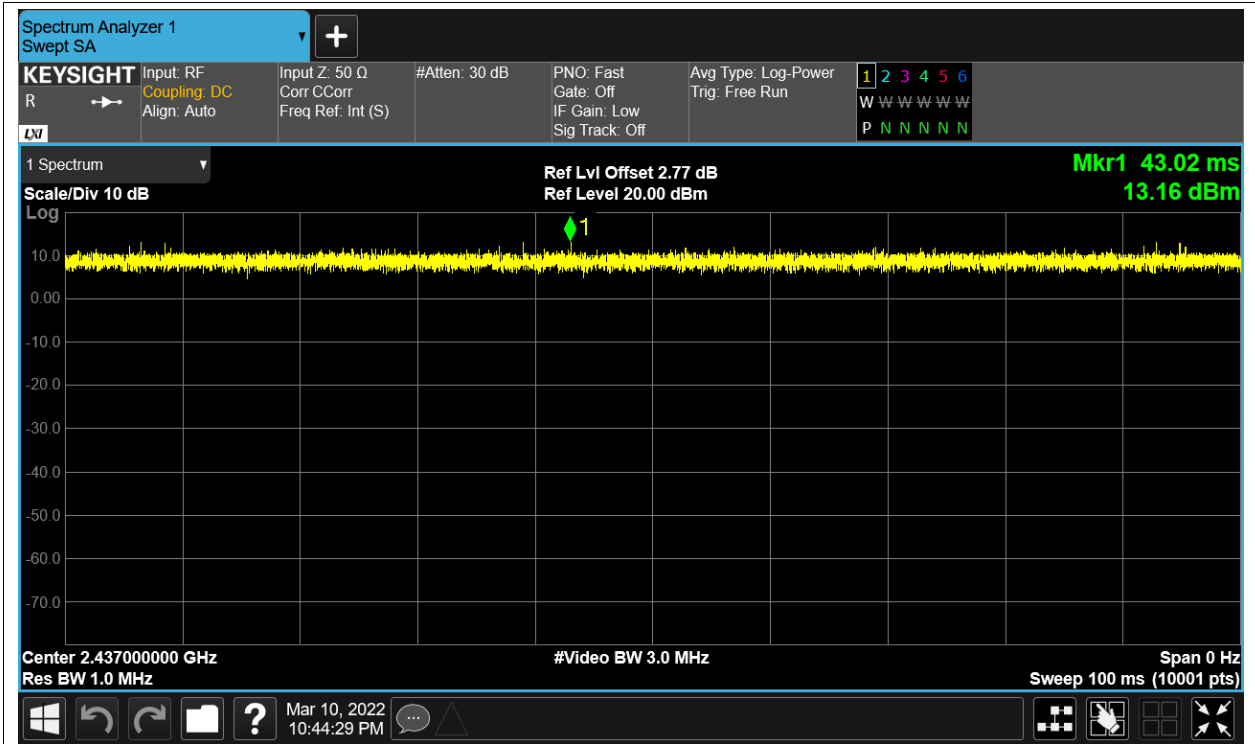 Spectrum Analyzer 1
Swept SA
KEYSIGHT
R
LXI
Input: RF
Coupling: DC
Align: Auto
Input Z: 50 Ω
Corr CCorr
Freq Ref: Int (S)
#Atten: 30 dB
PNO: Fast
Gate: Off
IF Gain: Low
Sig Track: Off
Avg Type: Log-Power
Trig: Free Run
1 2 3 4 5 6
W W W W W W
P N N N N N
1 Spectrum
Scale/Div 10 dB
Log
Ref Lvl Offset 2.77 dB
Ref Level 20.00 dBm
Mkr1 43.02 ms
13.16 dBm
1
10.0
0.00
-10.0
-20.0
-30.0
-40.0
-50.0
-60.0
-70.0
Center 2.437000000 GHz
Res BW 1.0 MHz
#Video BW 3.0 MHz
Span 0 Hz
Sweep 100 ms (10001 pts)
?
Mar 10, 2022
10:44:29 PM